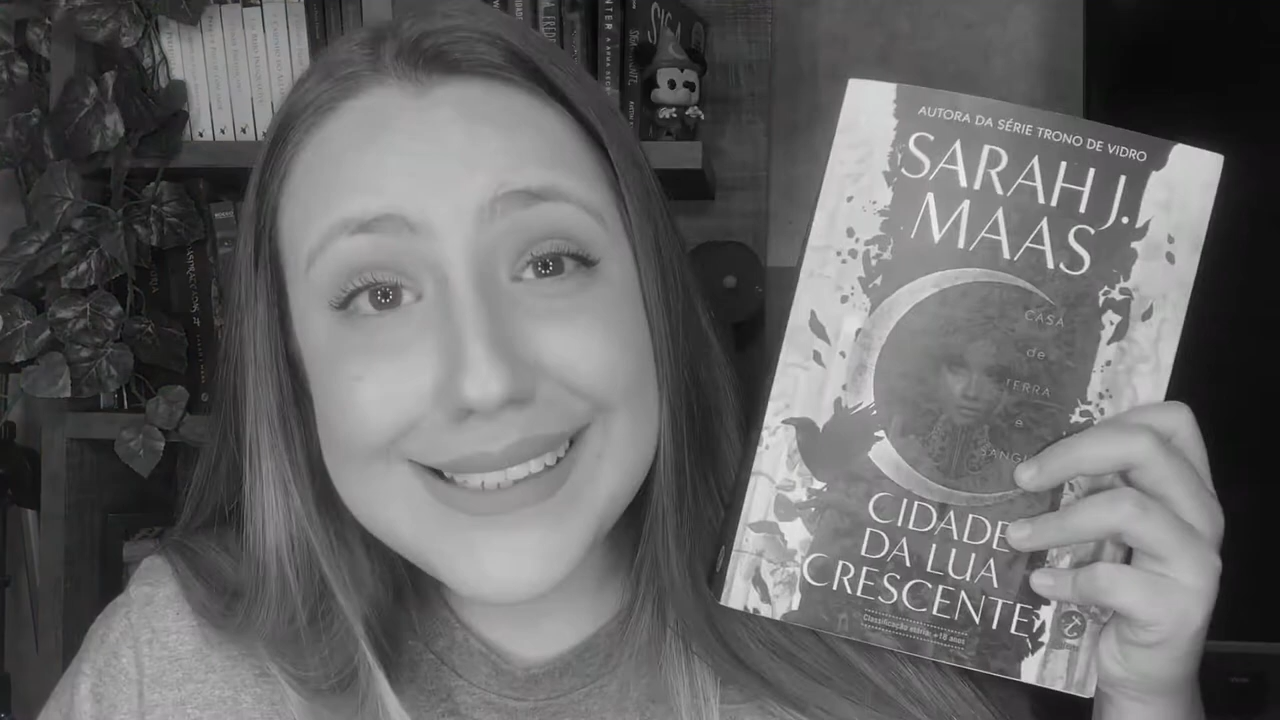 AUTORA DA SÉRIE TRONO DE VIDRO
SARAH J.
MAAS
CASA
de
TERRA
e
CIDADE
DA LUA
CRESCENTE
Classificação etária: +18 anos